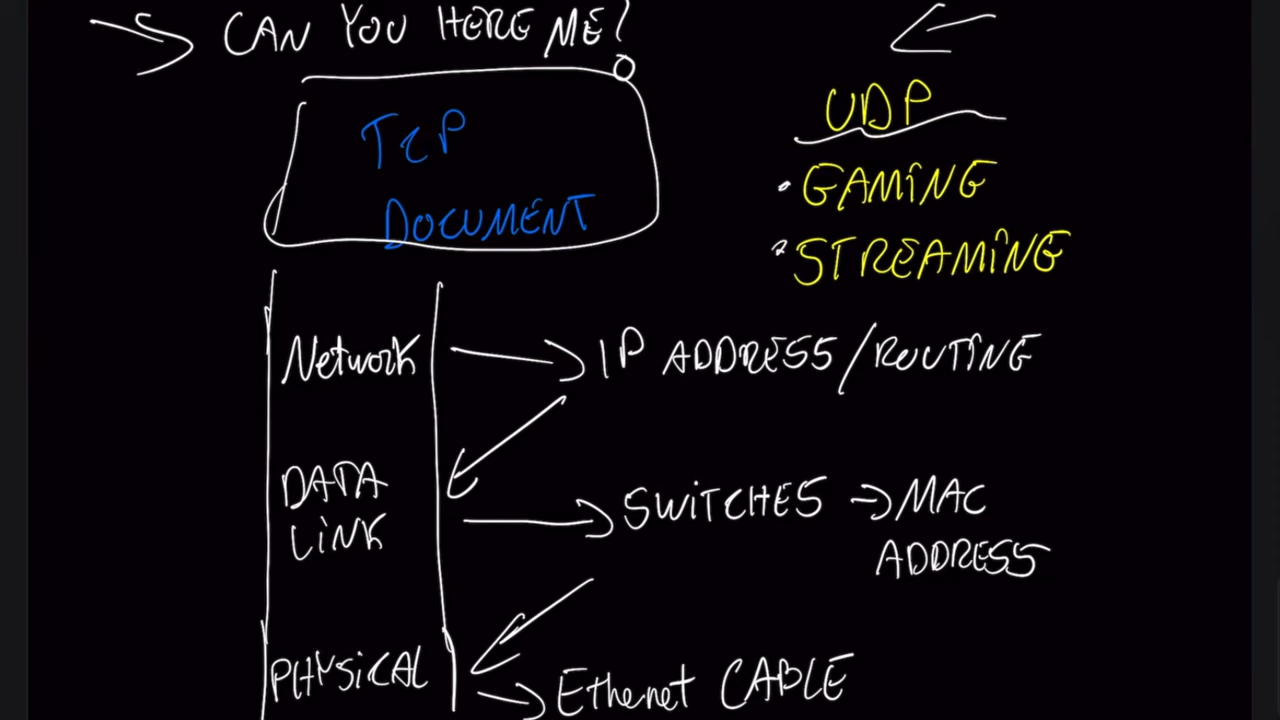 CAN YOU HERE ME?
TCP
DOCUMENT
UDP
• GAMING
• STREAMING
Network
IP ADDRESS/ROUTING
DATA
LINK
SWITCHES → MAC
ADDRESS
PHYSICAL
Ethenet CABLE